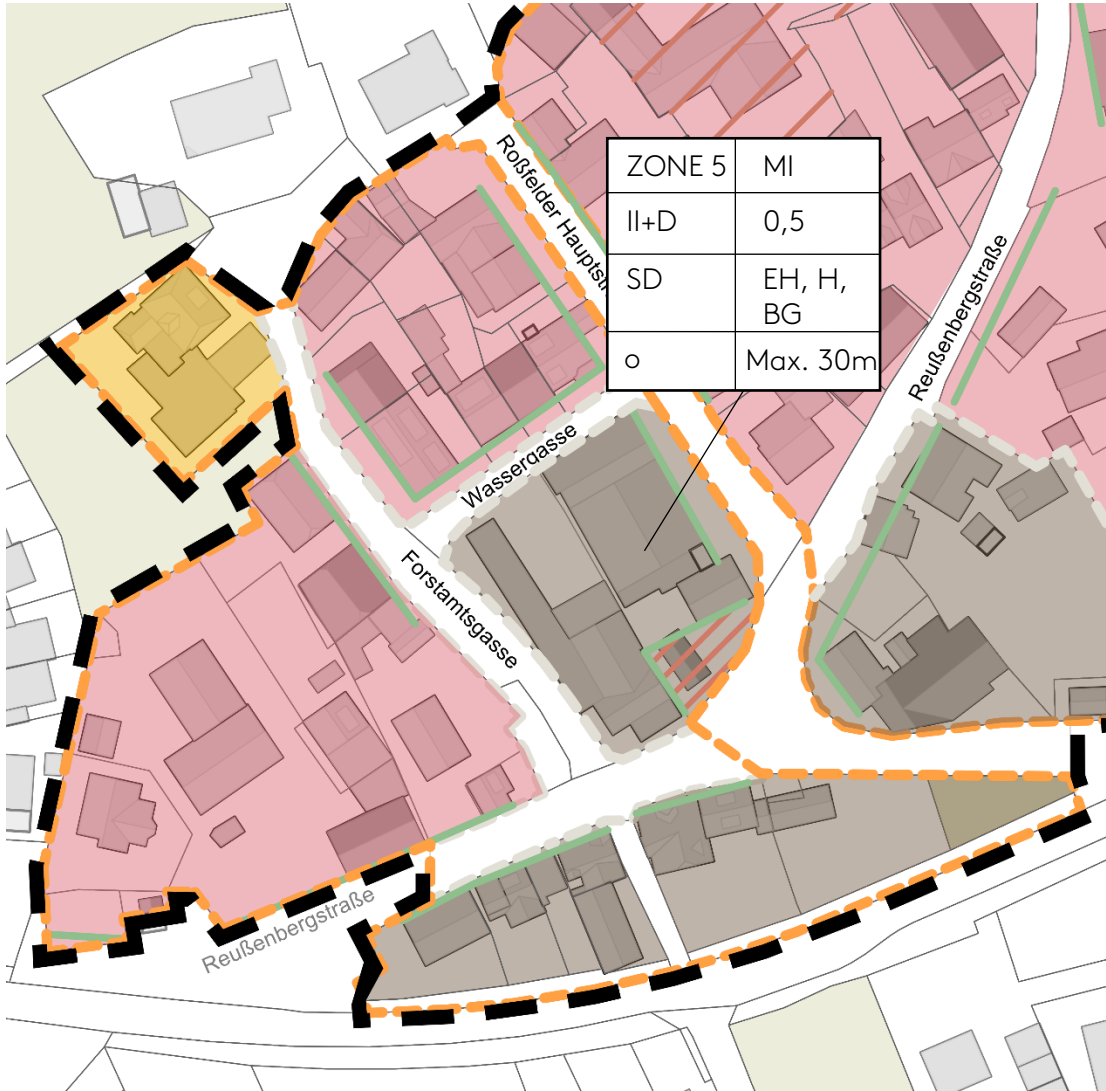 Roßfelder Hauptstr
ZONE 5 MI
II+D 0,5
SD EH, H,
BG
o Max. 30m
Reußenbergstraße
Wassergasse
Forstamtsgasse
Reußenbergstraße